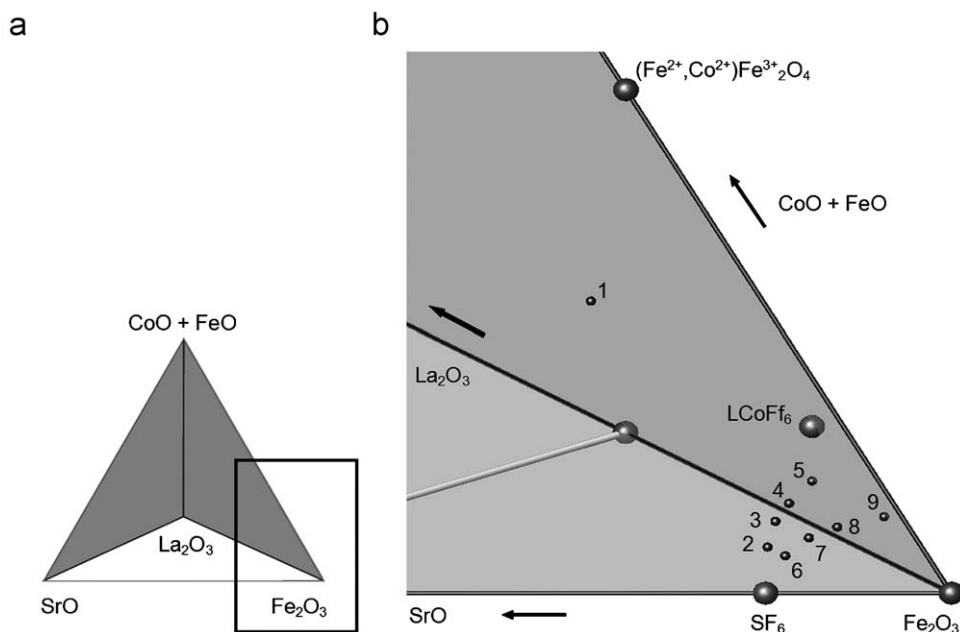 a
CoO + FeO
La₂O₃
SrO
Fe₂O₃
b
(Fe²⁺,Co²⁺)Fe³⁺₂O₄
CoO + FeO
1
La₂O₃
LCoFf₆
5
4
9
3
8
2
7
6
SrO
SF₆
Fe₂O₃